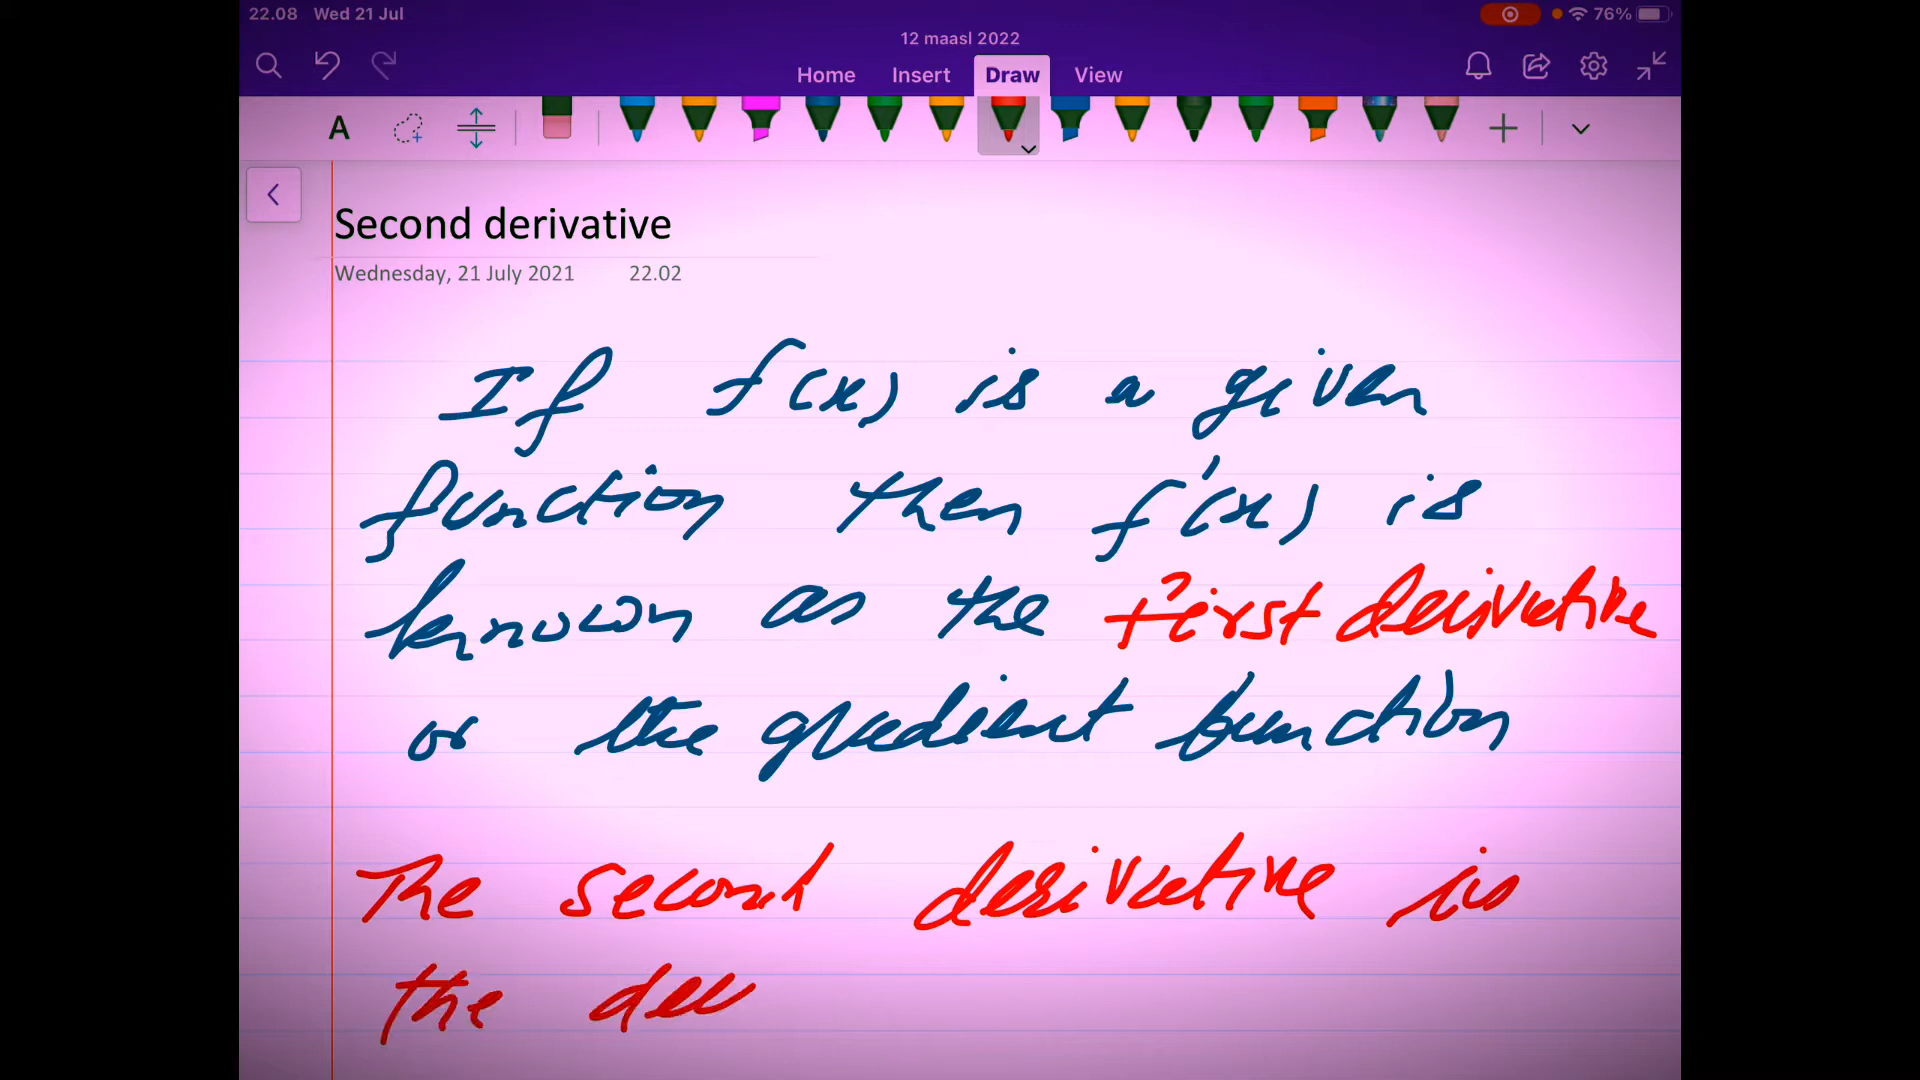 22.08 Wed 21 Jul
76%
12 maasl 2022
Home Insert Draw View
A
Second derivative
Wednesday, 21 July 2021 22.02
If f(x) is a given
function then f'(x) is
known as the first derivative
or the gradient function
The second derivative is
the der